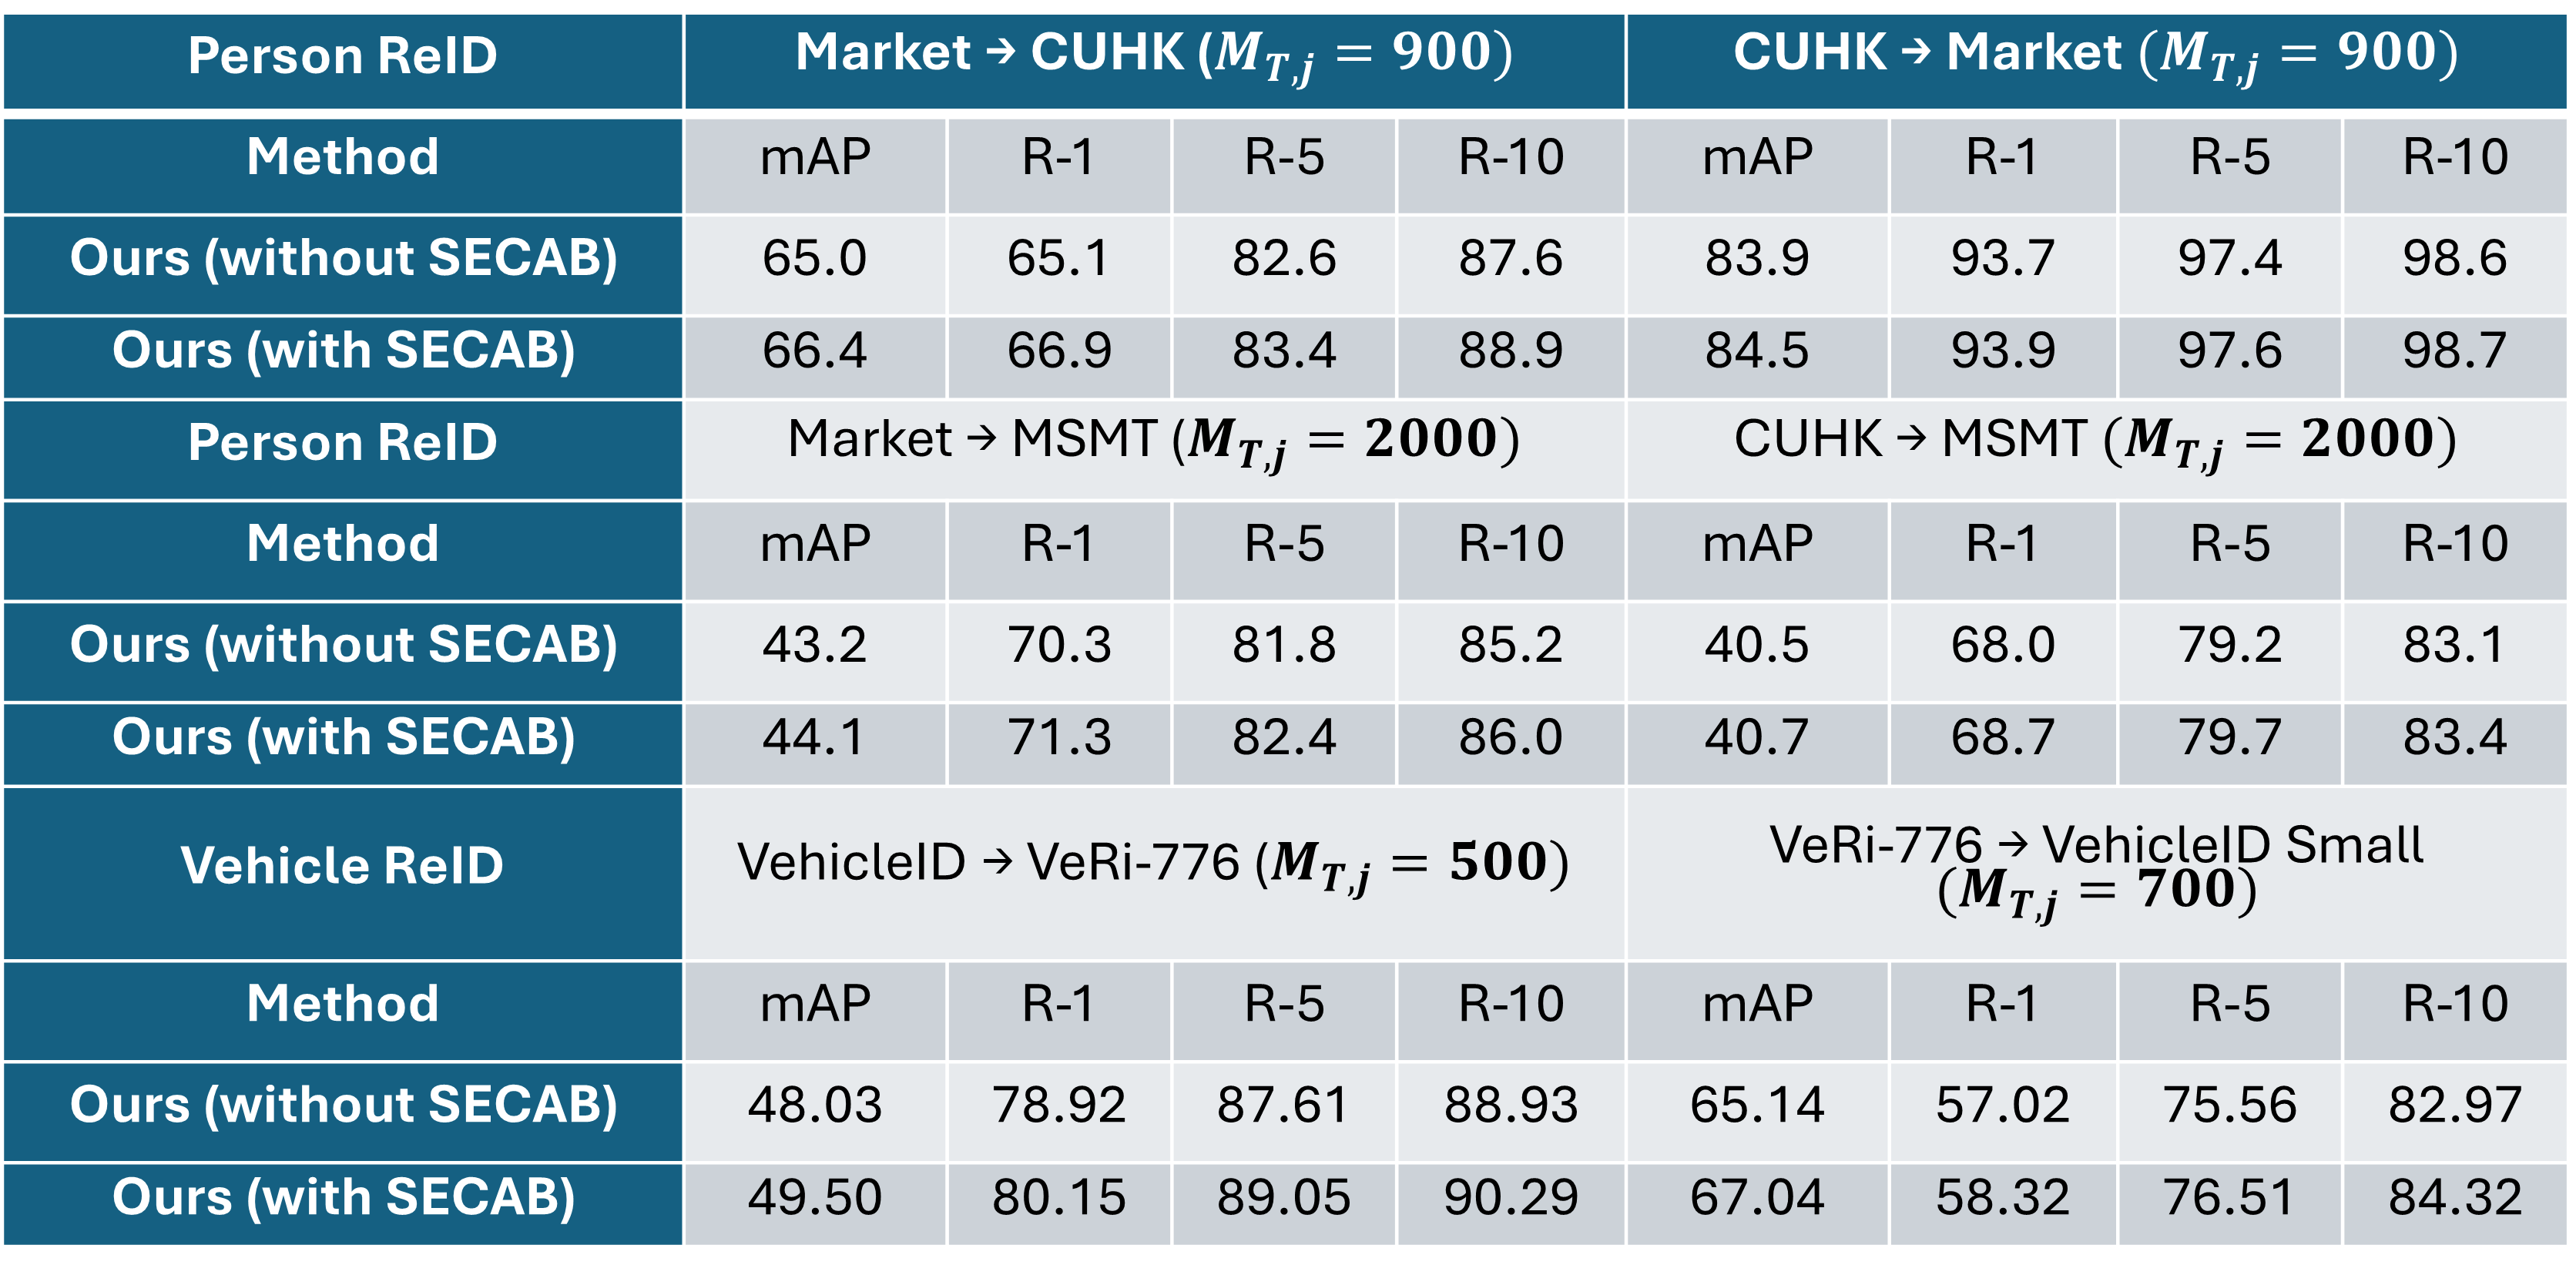 Person ReID Market → CUHK (M_{T,j} = 900) CUHK → Market (M_{T,j} = 900)
Method mAP R-1 R-5 R-10 mAP R-1 R-5 R-10
Ours (without SECAB) 65.0 65.1 82.6 87.6 83.9 93.7 97.4 98.6
Ours (with SECAB) 66.4 66.9 83.4 88.9 84.5 93.9 97.6 98.7
Person ReID Market → MSMT (M_{T,j} = 2000) CUHK → MSMT (M_{T,j} = 2000)
Method mAP R-1 R-5 R-10 mAP R-1 R-5 R-10
Ours (without SECAB) 43.2 70.3 81.8 85.2 40.5 68.0 79.2 83.1
Ours (with SECAB) 44.1 71.3 82.4 86.0 40.7 68.7 79.7 83.4
Vehicle ReID VehicleID → VeRi-776 (M_{T,j} = 500) VeRi-776 → VehicleID Small
(M_{T,j} = 700)
Method mAP R-1 R-5 R-10 mAP R-1 R-5 R-10
Ours (without SECAB) 48.03 78.92 87.61 88.93 65.14 57.02 75.56 82.97
Ours (with SECAB) 49.50 80.15 89.05 90.29 67.04 58.32 76.51 84.32